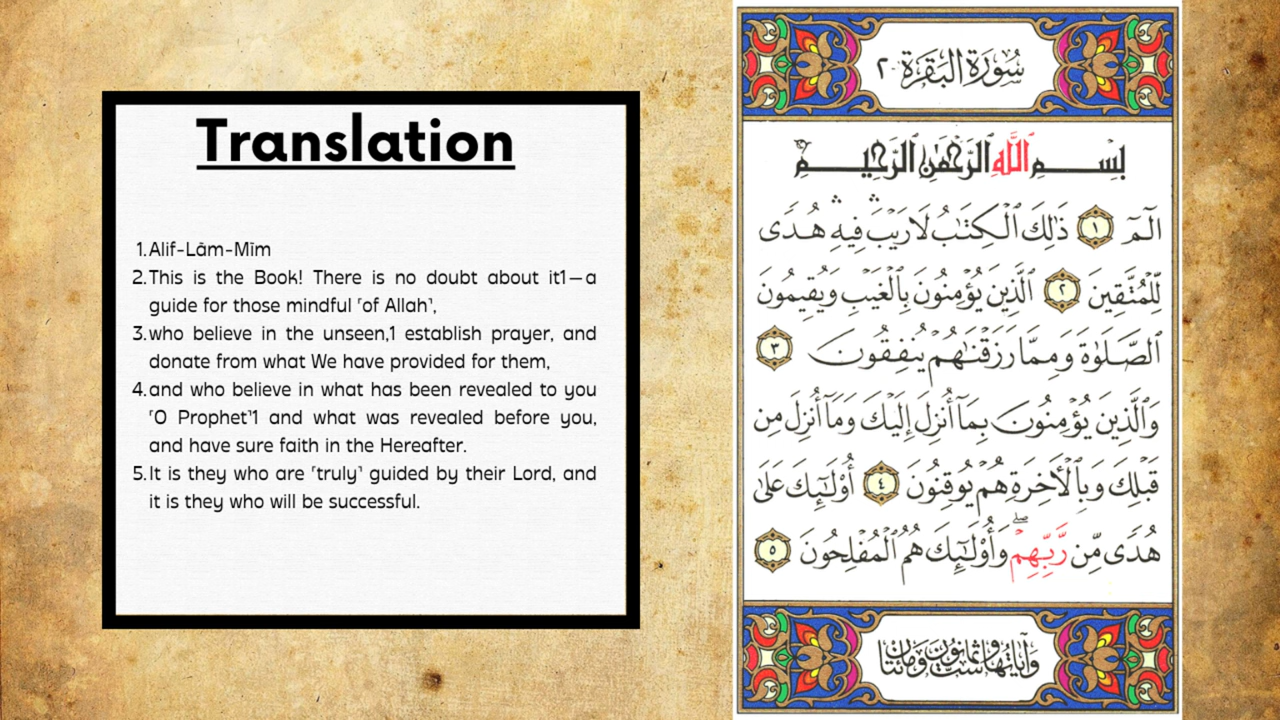 Translation
1. Alif-Lãm-Mĩm
2. This is the Book! There is no doubt about it1—a
guide for those mindful ˹of Allah˺,
3. who believe in the unseen,1 establish prayer, and
donate from what We have provided for them,
4. and who believe in what has been revealed to you
˹O Prophet˺1 and what was revealed before you,
and have sure faith in the Hereafter.
5. It is they who are ˹truly˺ guided by their Lord, and
it is they who will be successful.
سُورَة البَقَرَة ٢
بِسْمِ ٱللَّهِ ٱلرَّحْمَٰنِ ٱلرَّحِيمِ
الٓمٓ ١ ذَٰلِكَ ٱلْكِتَٰبُ لَا رَيْبَ ۛ فِيهِ ۛ هُدًى
لِّلْمُتَّقِينَ ٢ ٱلَّذِينَ يُؤْمِنُونَ بِٱلْغَيْبِ وَيُقِيمُونَ
ٱلصَّلَوٰةَ وَمِمَّا رَزَقْنَٰهُمْ يُنفِقُونَ ٣
وَٱلَّذِينَ يُؤْمِنُونَ بِمَآ أُنزِلَ إِلَيْكَ وَمَآ أُنزِلَ مِن
قَبْلِكَ وَبِٱلْأَخِرَةِ هُمْ يُوقِنُونَ ٤ أُو۟لَٰٓئِكَ عَلَىٰ
هُدًى مِّن رَّبِّهِمْ ۖ وَأُو۟لَٰٓئِكَ هُمُ ٱلْمُفْلِحُونَ ٥
وَآيَاتُهَا سِتٌّ وَثَمَانُونَ وَمِائَتَانِ